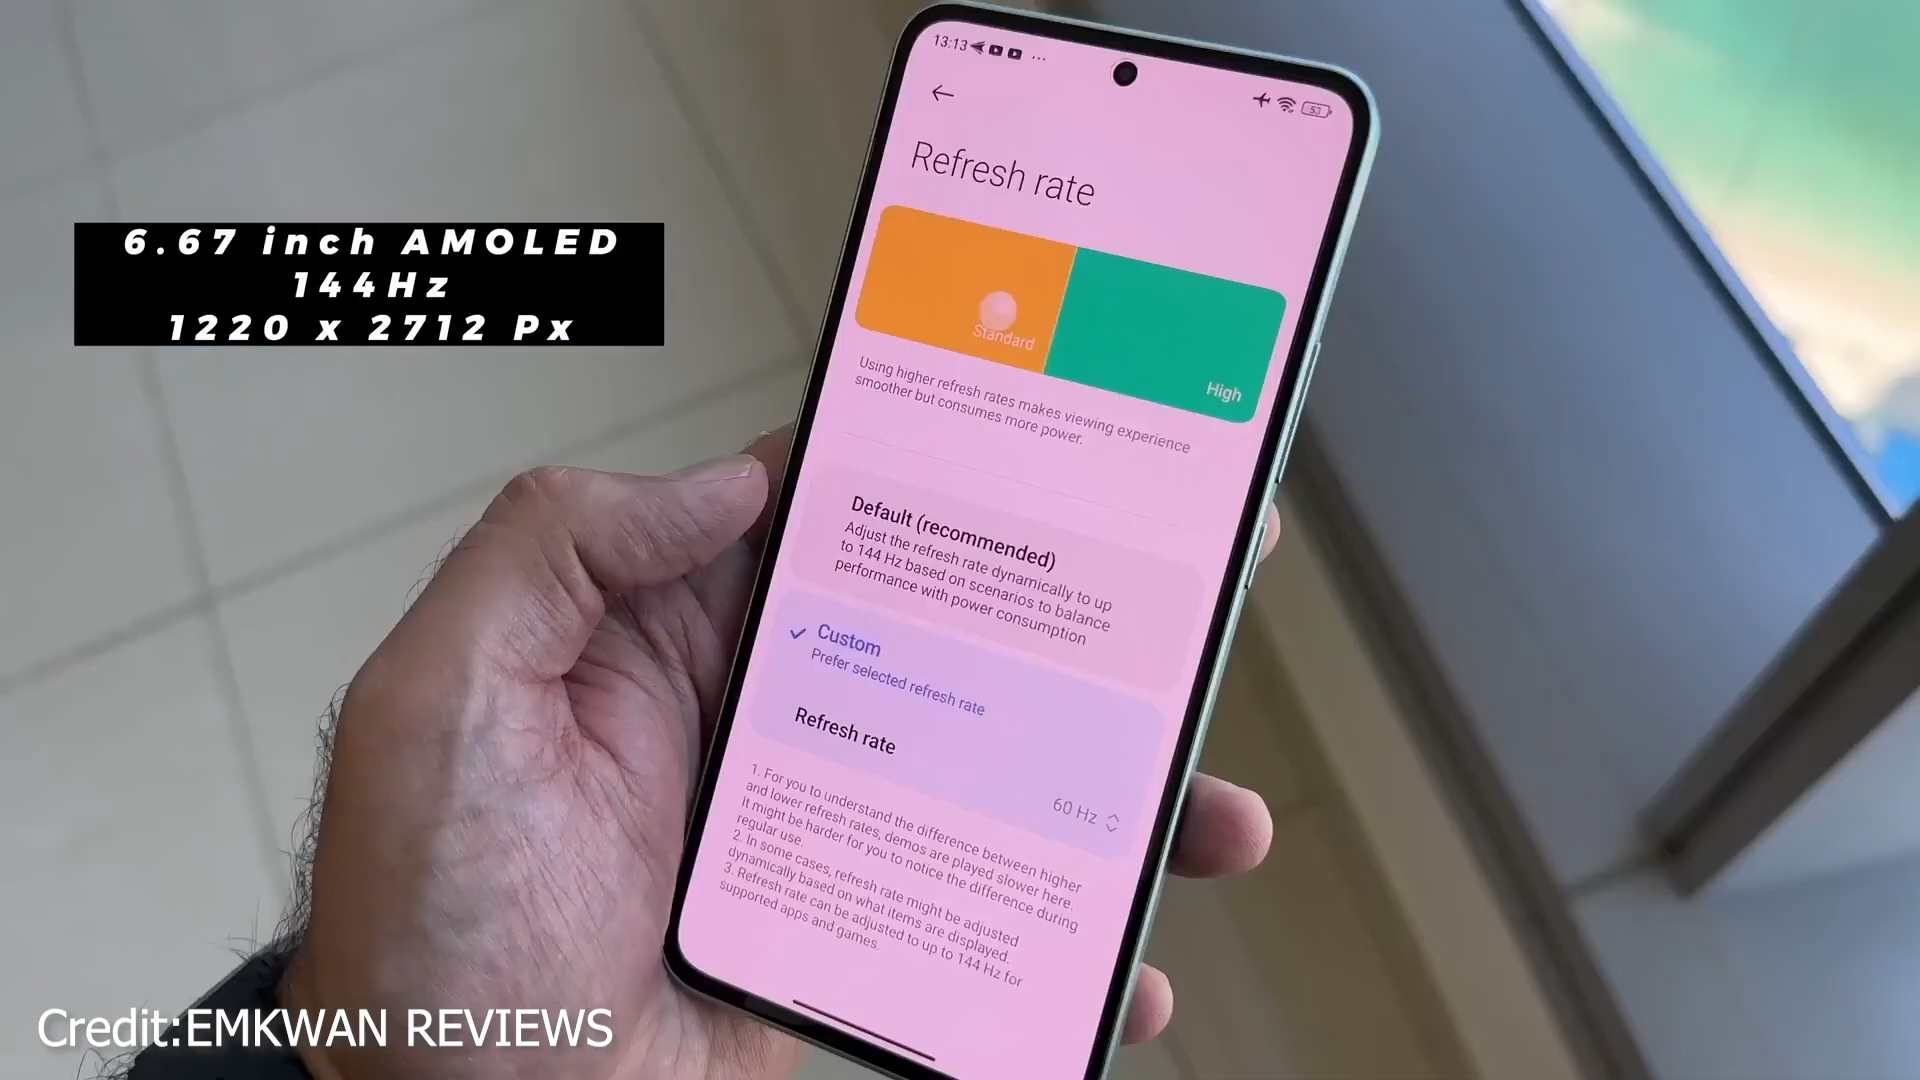 6.67 inch AMOLED
144Hz
1220 x 2712 Px
13:13
53
Refresh rate
Standard
High
Using higher refresh rates makes viewing experience
smoother but consumes more power.
Default (recommended)
Adjust the refresh rate dynamically to up
to 144 Hz based on scenarios to balance
performance with power consumption
Custom
Prefer selected refresh rate
Refresh rate
60 Hz
1. For you to understand the difference between higher
and lower refresh rates, demos are played slower here.
It might be harder for you to notice the difference during
regular use.
2. In some cases, refresh rate might be adjusted
dynamically based on what items are displayed.
3. Refresh rate can be adjusted to up to 144 Hz for
supported apps and games.
Credit:EMKWAN REVIEWS